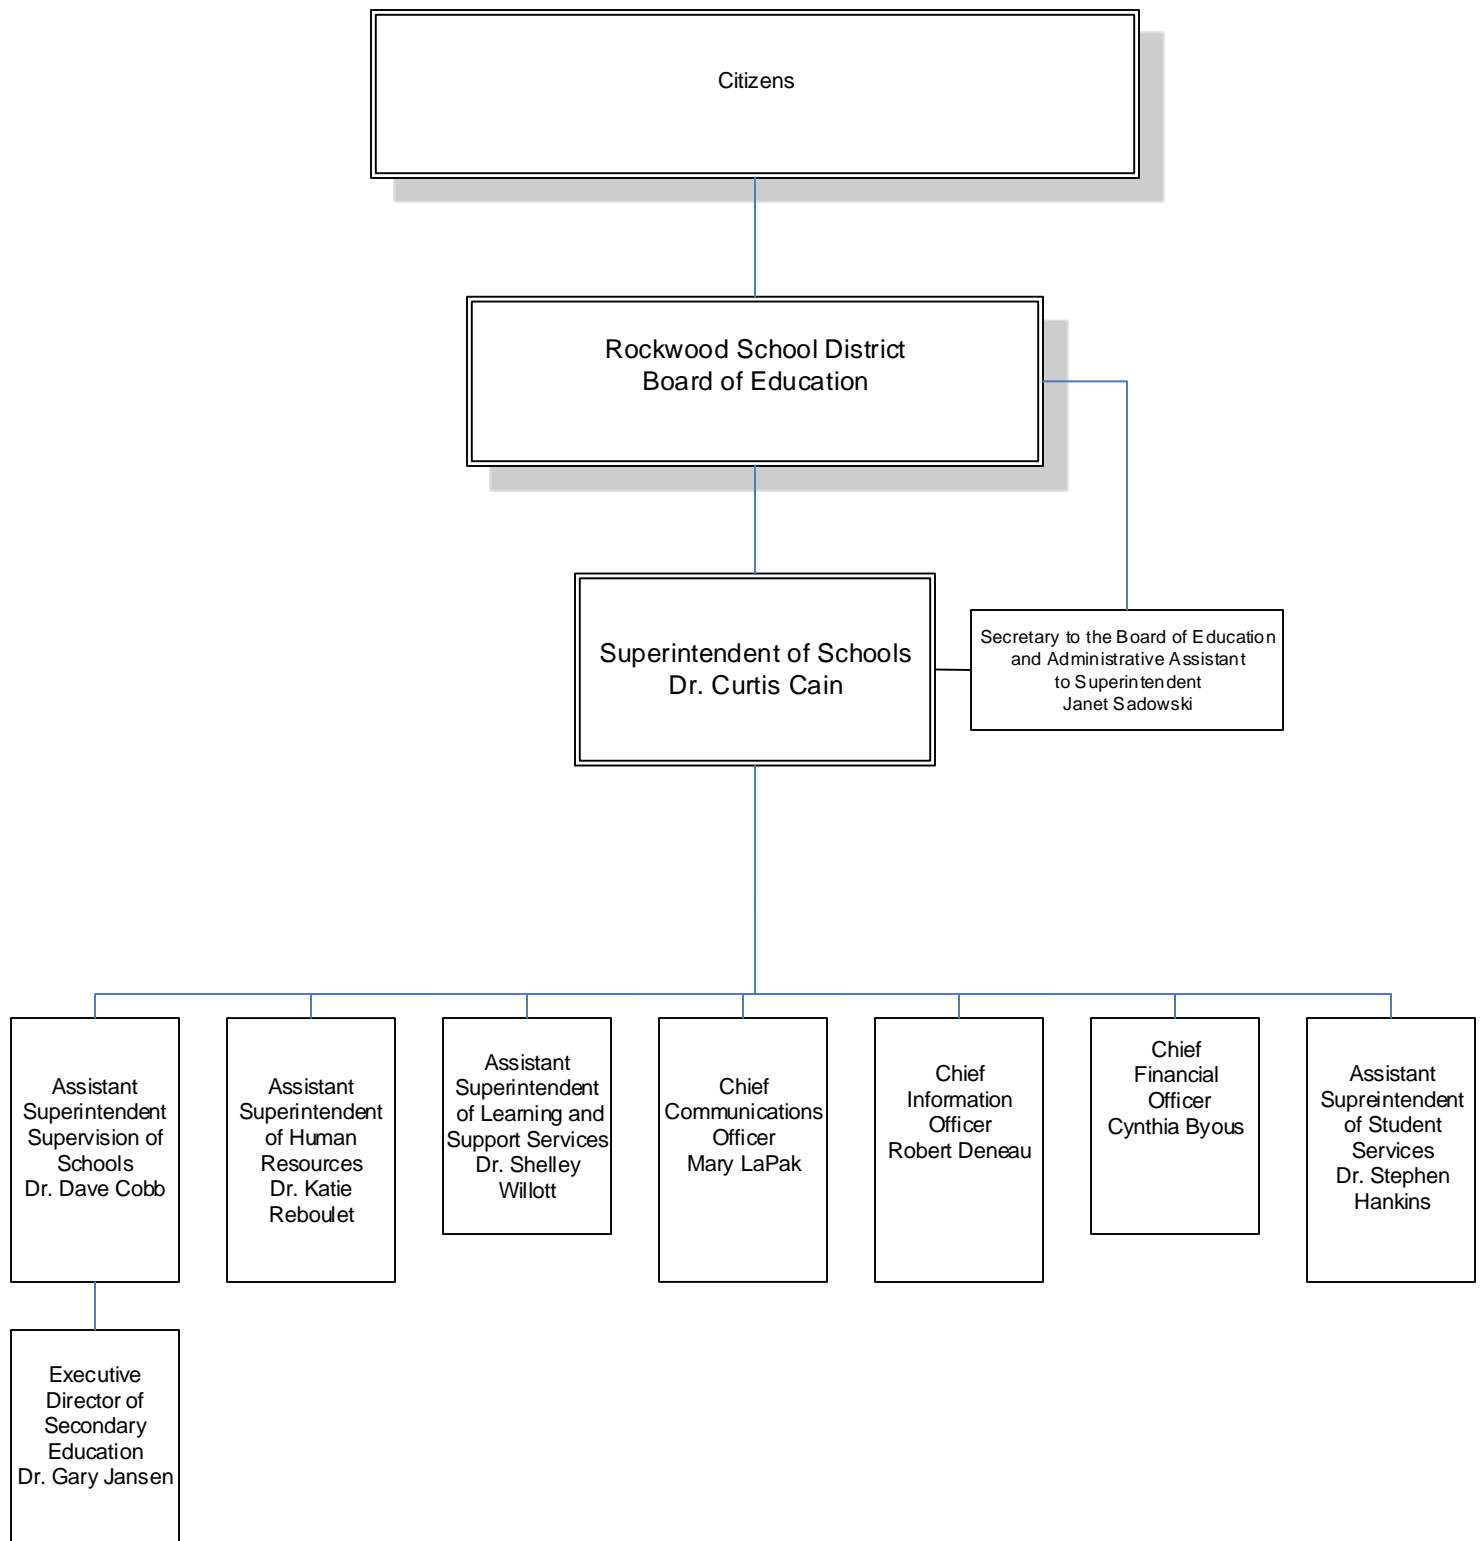 Citizens
Rockwood School District
Board of Education
Superintendent of Schools
Dr. Curtis Cain
Secretary to the Board of Education
and Administrative Assistant
to Superintendent
Janet Sadowski
Assistant
Superintendent
Supervision of
Schools
Dr. Dave Cobb
Assistant
Superintendent
of Human
Resources
Dr. Katie
Reboulet
Assistant
Superintendent
of Learning and
Support Services
Dr. Shelley
Willott
Chief
Communications
Officer
Mary LaPak
Chief
Information
Officer
Robert Deneau
Chief
Financial
Officer
Cynthia Byous
Assistant
Supreintendent
of Student
Services
Dr. Stephen
Hankins
Executive
Director of
Secondary
Education
Dr. Gary Jansen